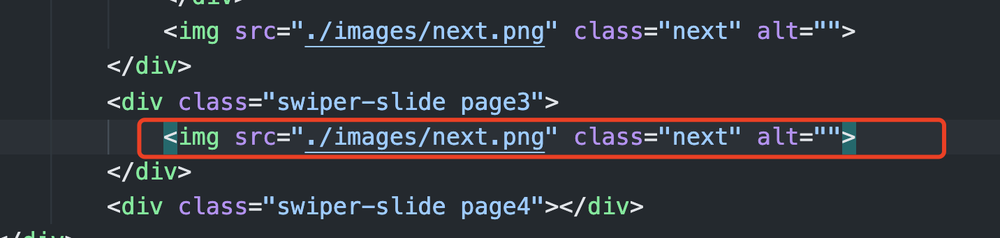 </div>
<img src="./images/next.png" class="next" alt="">
</div>
<div class="swiper-slide page3">
<img src="./images/next.png" class="next" alt="">
</div>
<div class="swiper-slide page4"></div>
</div>